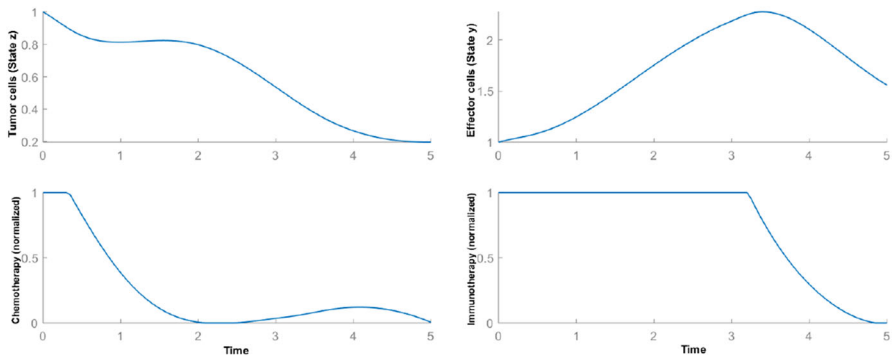 Tumor cells (State z)
1
0.8
0.6
0.4
0.2
0 1 2 3 4 5
Effector cells (State y)
2
1.5
1
0 1 2 3 4 5
Chemotherapy (normalized)
1
0.5
0
0 1 2 3 4 5
Time
Immunotherapy (normalized)
1
0.5
0
0 1 2 3 4 5
Time